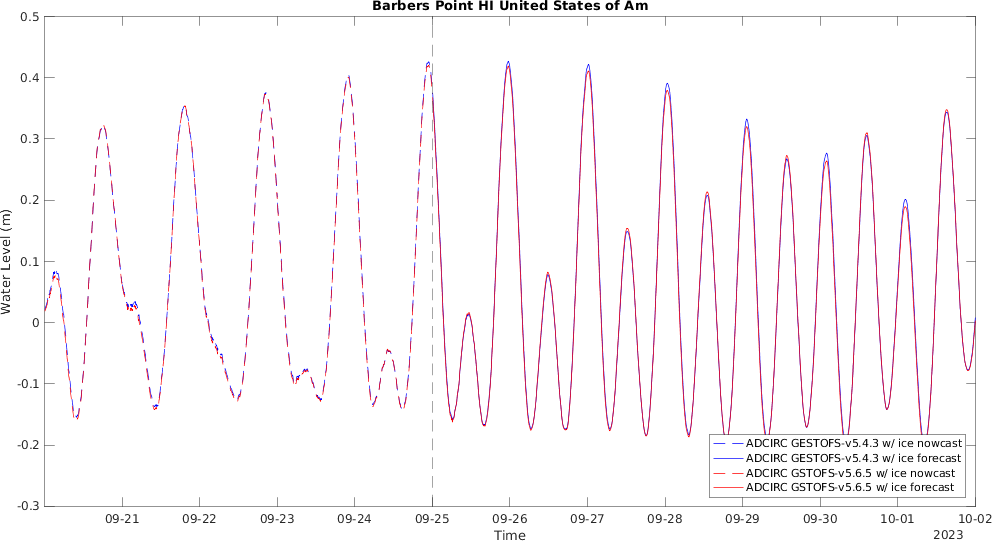 Barbers Point HI United States of Am
Water Level (m)
0.5
0.4
0.3
0.2
0.1
0
-0.1
-0.2
-0.3
ADCIRC GESTOFS-v5.4.3 w/ ice nowcast
ADCIRC GESTOFS-v5.4.3 w/ ice forecast
ADCIRC GSTOFS-v5.6.5 w/ ice nowcast
ADCIRC GSTOFS-v5.6.5 w/ ice forecast
09-21 09-22 09-23 09-24 09-25 09-26 09-27 09-28 09-29 09-30 10-01 10-02
Time
2023